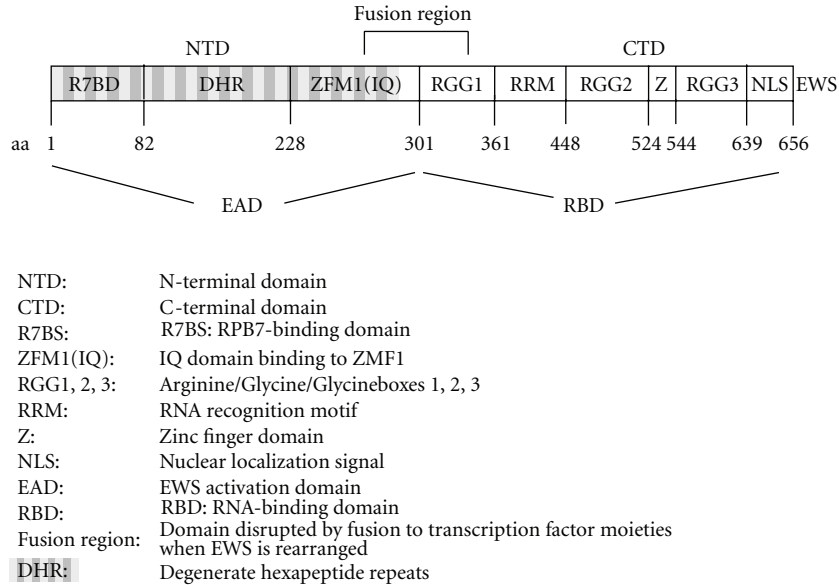 Fusion region
NTD CTD
R7BD DHR ZFM1(IQ) RGG1 RRM RGG2 Z RGG3 NLS EWS
aa 1 82 228 301 361 448 524 544 639 656
EAD RBD
NTD: N-terminal domain
CTD: C-terminal domain
R7BS: R7BS: RPB7-binding domain
ZFM1(IQ): IQ domain binding to ZMF1
RGG1, 2, 3: Arginine/Glycine/Glycineboxes 1, 2, 3
RRM: RNA recognition motif
Z: Zinc finger domain
NLS: Nuclear localization signal
EAD: EWS activation domain
RBD: RBD: RNA-binding domain
Fusion region: Domain disrupted by fusion to transcription factor moieties
when EWS is rearranged
DHR: Degenerate hexapeptide repeats